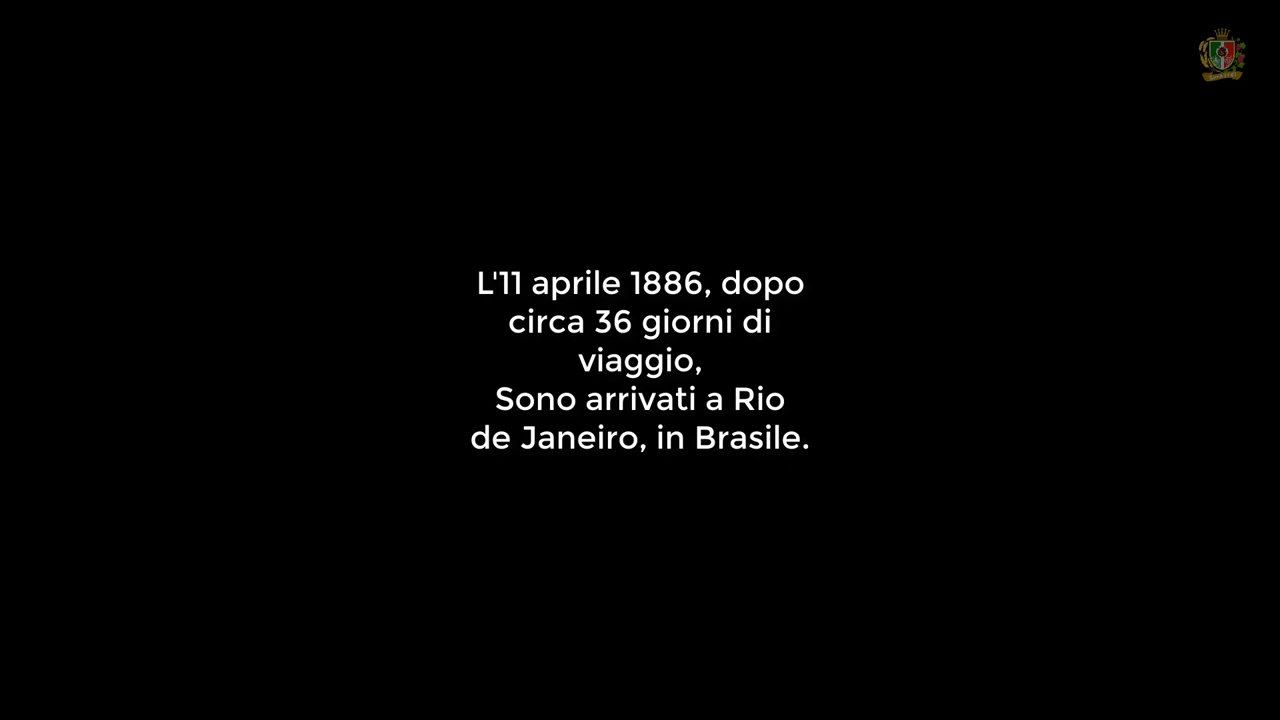 L'11 aprile 1886, dopo
circa 36 giorni di
viaggio,
Sono arrivati a Rio
de Janeiro, in Brasile.